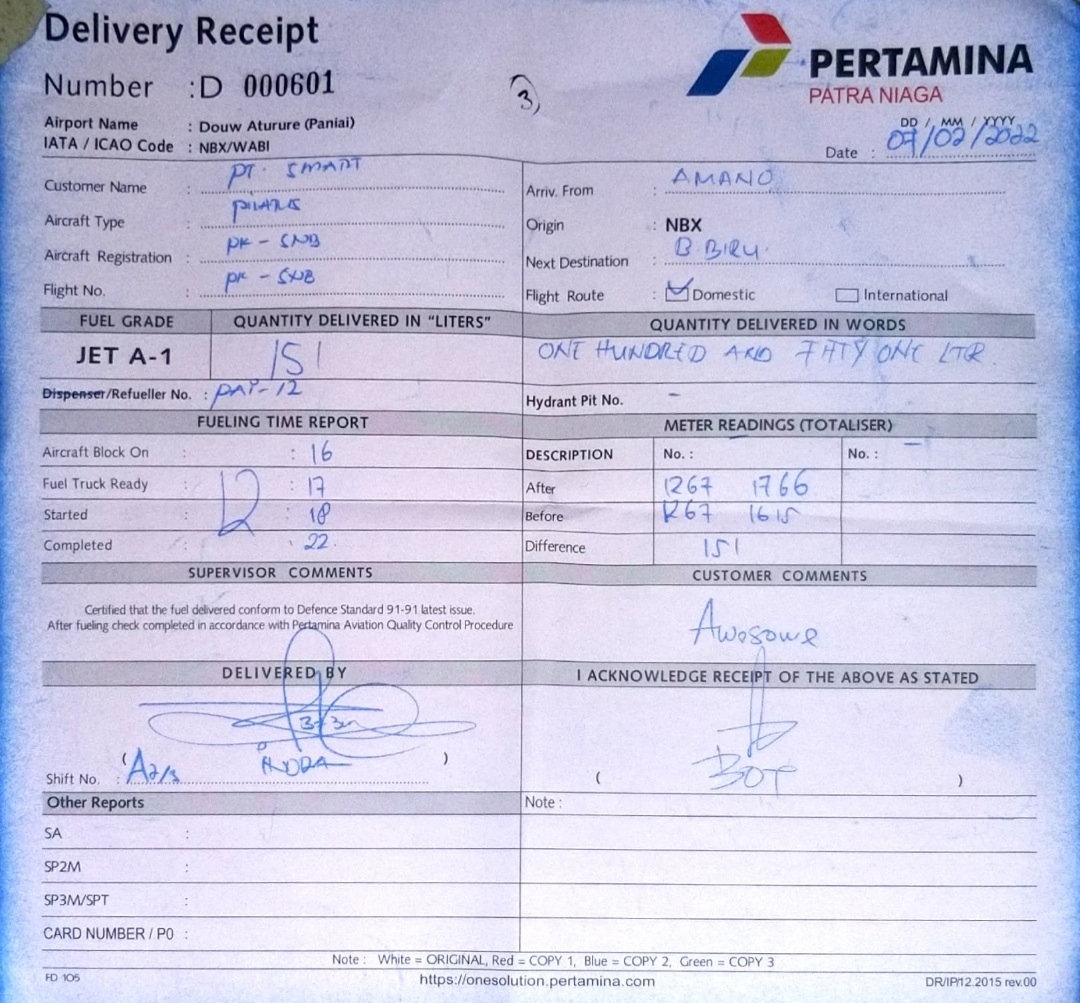 Delivery Receipt
Number : D 000601
3
PERTAMINA
PATRA NIAGA
Airport Name : Douw Aturure (Paniai)
IATA / ICAO Code : NBX/WABI
DD / MM / YYYY
Date : 07/02/2022
Customer Name : PT. SMART
Aircraft Type : PILATUS
Aircraft Registration : PK - SNB
Flight No. : PK - SNB
Arriv. From : AMANO
Origin : NBX
Next Destination : B. BIRU.
Flight Route : Domestic International
FUEL GRADE QUANTITY DELIVERED IN "LITERS" QUANTITY DELIVERED IN WORDS
JET A-1 151 ONE HUNDRED AND FIFTY ONE LTR.
Dispenser/Refueller No. : PAP-12
Hydrant Pit No. -
FUELING TIME REPORT
Aircraft Block On : : 16
Fuel Truck Ready : : 17
12
Started : : 18
Completed : : 22
METER READINGS (TOTALISER)
DESCRIPTION No. : No. : -
After 1267 1766
Before 1267 1615
Difference 151
SUPERVISOR COMMENTS
Certified that the fuel delivered conform to Defence Standard 91-91 latest issue.
After fueling check completed in accordance with Pertamina Aviation Quality Control Procedure
CUSTOMER COMMENTS
Awesome
DELIVERED BY
( )
Shift No. :
I ACKNOWLEDGE RECEIPT OF THE ABOVE AS STATED
( BOT )
Other Reports
SA :
SP2M :
SP3M/SPT :
CARD NUMBER / P0 :
Note :
Note : White = ORIGINAL, Red = COPY 1, Blue = COPY 2, Green = COPY 3
FD 105
https://onesolution.pertamina.com
DR/IP/12.2015 rev.00